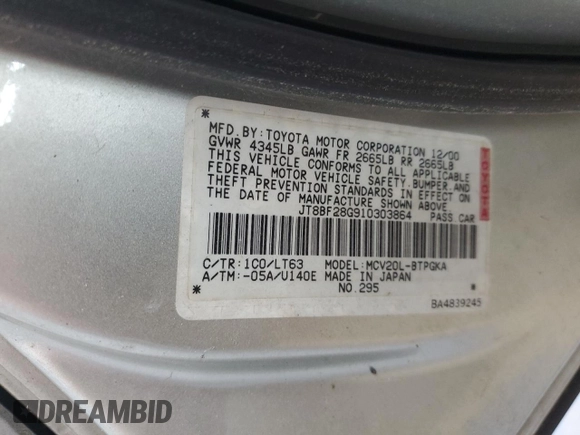 MFD. BY: TOYOTA MOTOR CORPORATION 12/00
GVWR 4345LB GAWR FR 2665LB RR 2665LB
THIS VEHICLE CONFORMS TO ALL APPLICABLE
FEDERAL MOTOR VEHICLE SAFETY, BUMPER, AND
THEFT PREVENTION STANDARDS IN EFFECT ON
THE DATE OF MANUFACTURE SHOWN ABOVE.
JT8BF28G910303864 PASS. CAR
TOYOTA
C/TR: 1C0/LT63 MODEL: MCV20L-BTPGKA
A/TM: -05A/U140E MADE IN JAPAN
NO. 295
BA4839245
DREAMBID